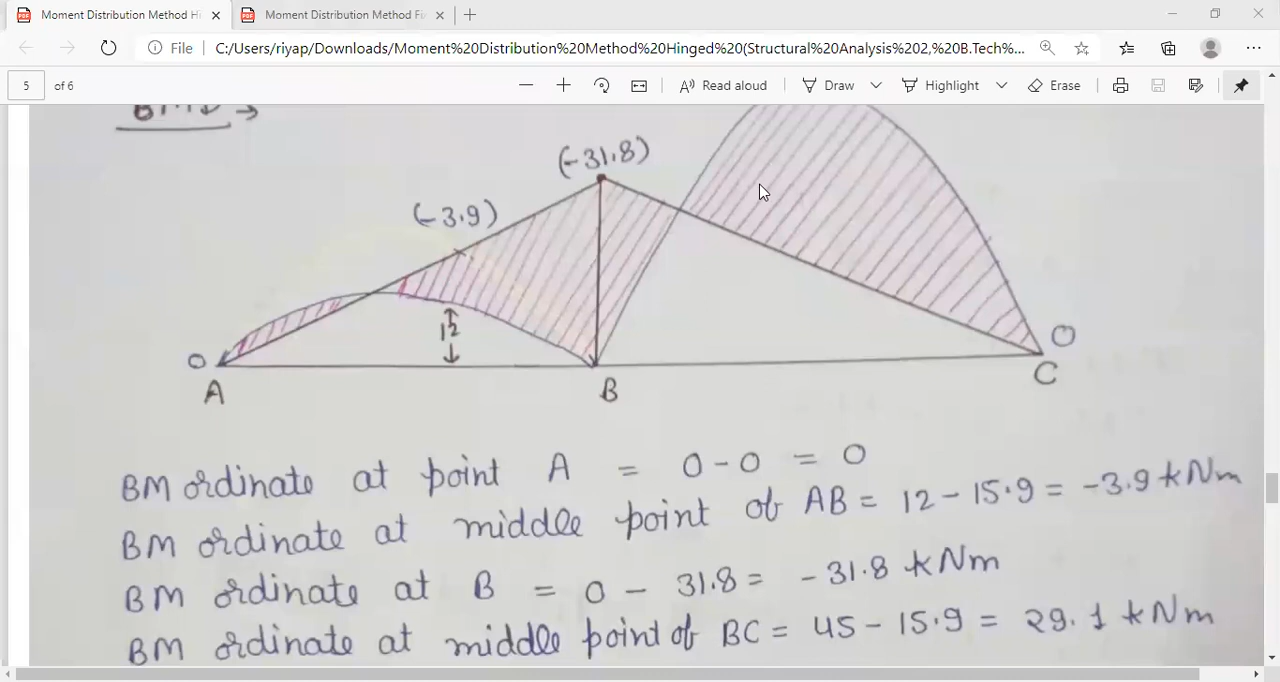 Moment Distribution Method Hi
Moment Distribution Method Fi
File C:/Users/riyap/Downloads/Moment%20Distribution%20Method%20Hinged%20(Structural%20Analysis%202,%20B.Tech%...
5 of 6 Read aloud Draw Highlight Erase
(-31.8)
(-3.9)
12
0 0
A B C
BM ordinate at point A = 0 - 0 = 0
BM ordinate at middle point of AB = 12 - 15.9 = -3.9 kNm
BM ordinate at B = 0 - 31.8 = -31.8 kNm
BM ordinate at middle point of BC = 45 - 15.9 = 29.1 kNm